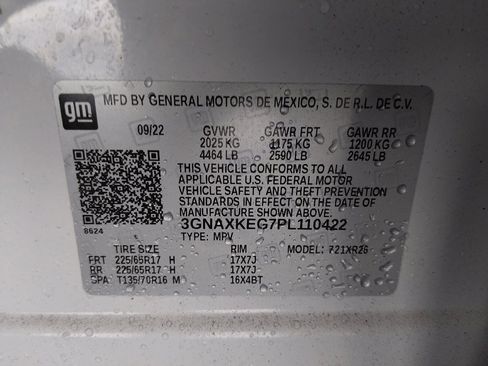 gm
MFD BY GENERAL MOTORS DE MEXICO, S. DE R.L. DE C.V.
09/22 GVWR GAWR FRT GAWR RR
2025 KG 1175 KG 1200 KG
4464 LB 2590 LB 2645 LB
THIS VEHICLE CONFORMS TO ALL
APPLICABLE U.S. FEDERAL MOTOR
VEHICLE SAFETY AND THEFT PREVENTION
STANDARDS IN EFFECT ON THE DATE OF
MANUFACTURE SHOWN ABOVE.
8624 3GNAXKEG7PL110422
TYPE: MPV
TIRE SIZE RIM MODEL: 721XR26
FRT 225/65R17 H 17X7J
RR 225/65R17 H 17X7J
SPA: T135/70R16 M 16X4BT